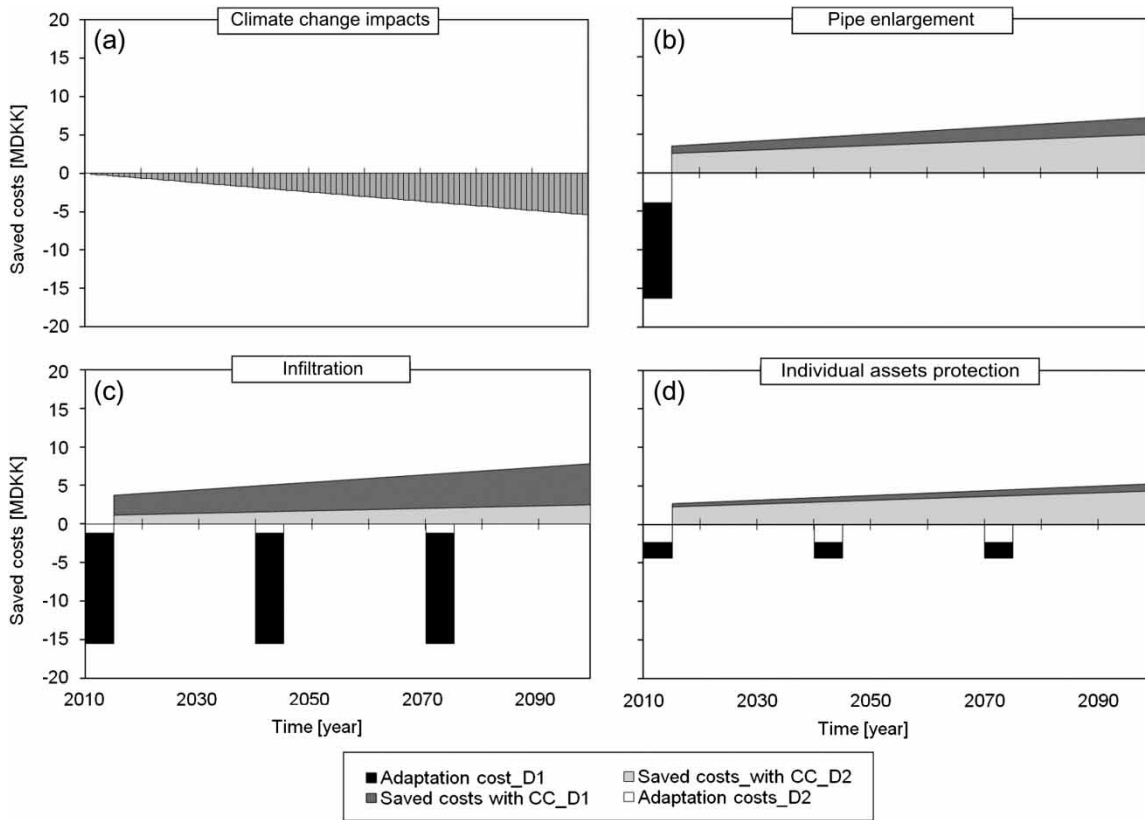 Climate change impacts
Pipe enlargement
(a)
(b)
Saved costs [MDKK]
20
15
10
5
0
-5
-10
-15
-20
Infiltration
Individual assets protection
(c)
(d)
Saved costs [MDKK]
20
15
10
5
0
-5
-10
-15
-20
2010 2030 2050 2070 2090
2010 2030 2050 2070 2090
Time [year]
Time [year]
Adaptation cost_D1
Saved costs_with CC_D2
Saved costs with CC_D1
Adaptation costs_D2